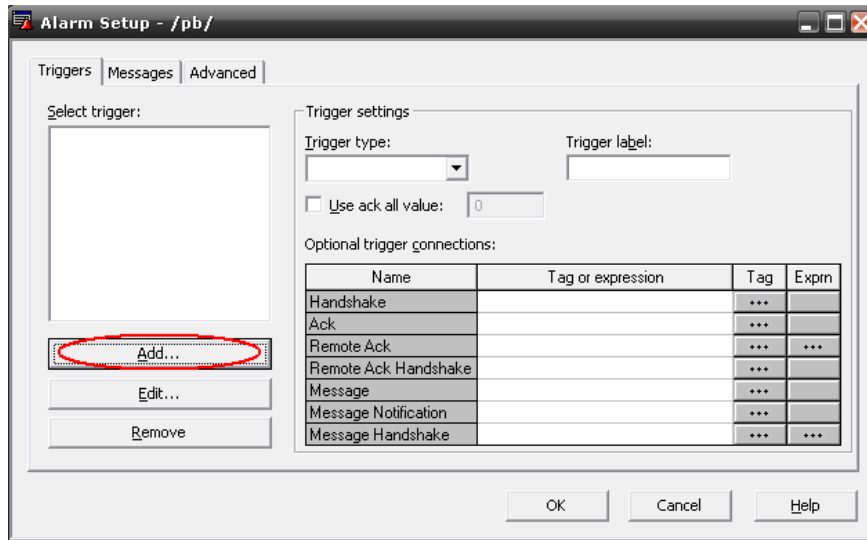 Alarm Setup - /pb/
Triggers Messages Advanced
Select trigger:
Add...
Edit...
Remove
Trigger settings
Trigger type: Trigger label:
Use ack all value: 0
Optional trigger connections:
Name Tag or expression Tag Exprn
Handshake ...
Ack ...
Remote Ack ... ...
Remote Ack Handshake ...
Message ...
Message Notification ...
Message Handshake ... ...
OK Cancel Help